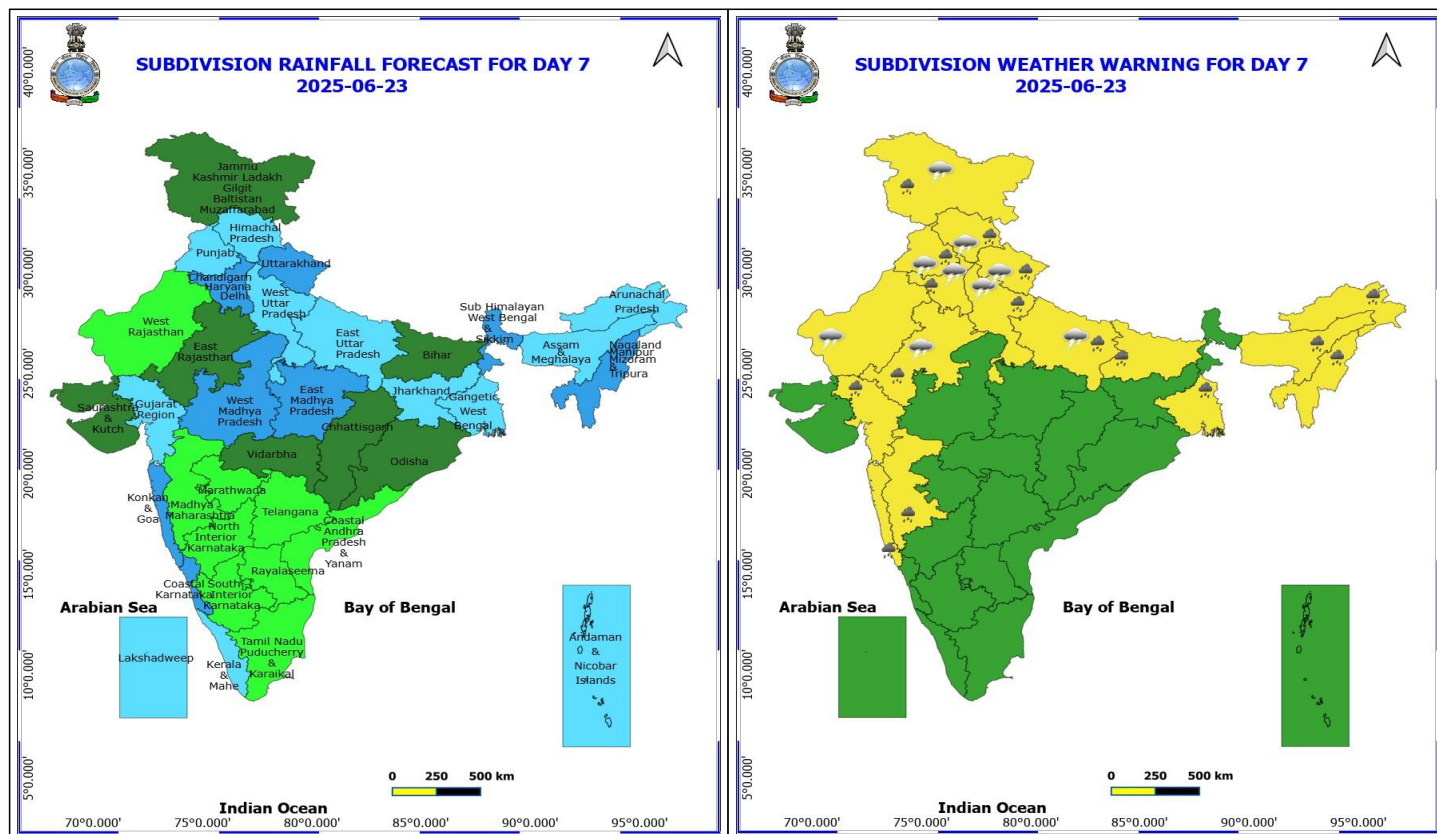 SUBDIVISION RAINFALL FORECAST FOR DAY 7
2025-06-23
40°0.000'
35°0.000'
30°0.000'
25°0.000'
20°0.000'
15°0.000'
10°0.000'
5°0.000'
Jammu
Kashmir Ladakh
Gilgit
Baltistan
Muzaffarabad
Himachal
Pradesh
Punjab
Uttarakhand
Chandigarh
Haryana
Delhi
West
Uttar
Pradesh
West
Rajasthan
East
Rajasthan
East
Uttar
Pradesh
Bihar
Sub Himalayan
West Bengal
&
Sikkim
Arunachal
Pradesh
Assam
&
Meghalaya
Nagaland
Manipur
Mizoram
&
Tripura
Jharkhand
Gangetic
West
Bengal
Saurashtra
&
Kutch
Gujarat
Region
West
Madhya
Pradesh
East
Madhya
Pradesh
Chhattisgarh
Vidarbha
Odisha
Konkan
&
Goa
Marathwada
Madhya
Maharashtra
North
Interior
Karnataka
Telangana
Coastal
Andhra
Pradesh
&
Yanam
Rayalaseema
Coastal
Karnataka
South
Interior
Karnataka
Tamil Nadu
Puducherry
&
Karaikal
Kerala
&
Mahe
Arabian Sea
Bay of Bengal
Lakshadweep
Andaman
&
Nicobar
Islands
0 250 500 km
Indian Ocean
70°0.000' 75°0.000' 80°0.000' 85°0.000' 90°0.000' 95°0.000'
SUBDIVISION WEATHER WARNING FOR DAY 7
2025-06-23
40°0.000'
35°0.000'
30°0.000'
25°0.000'
20°0.000'
15°0.000'
10°0.000'
5°0.000'
Arabian Sea
Bay of Bengal
0 250 500 km
Indian Ocean
70°0.000' 75°0.000' 80°0.000' 85°0.000' 90°0.000' 95°0.000'